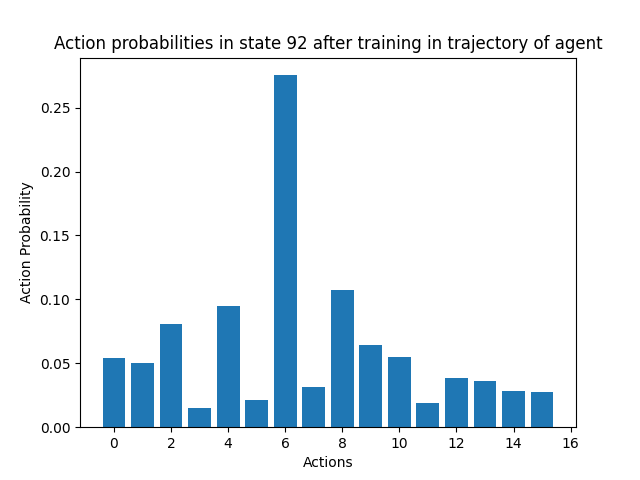 Action probabilities in state 92 after training in trajectory of agent
Action Probability
0.25
0.20
0.15
0.10
0.05
0.00
0 2 4 6 8 10 12 14 16
Actions